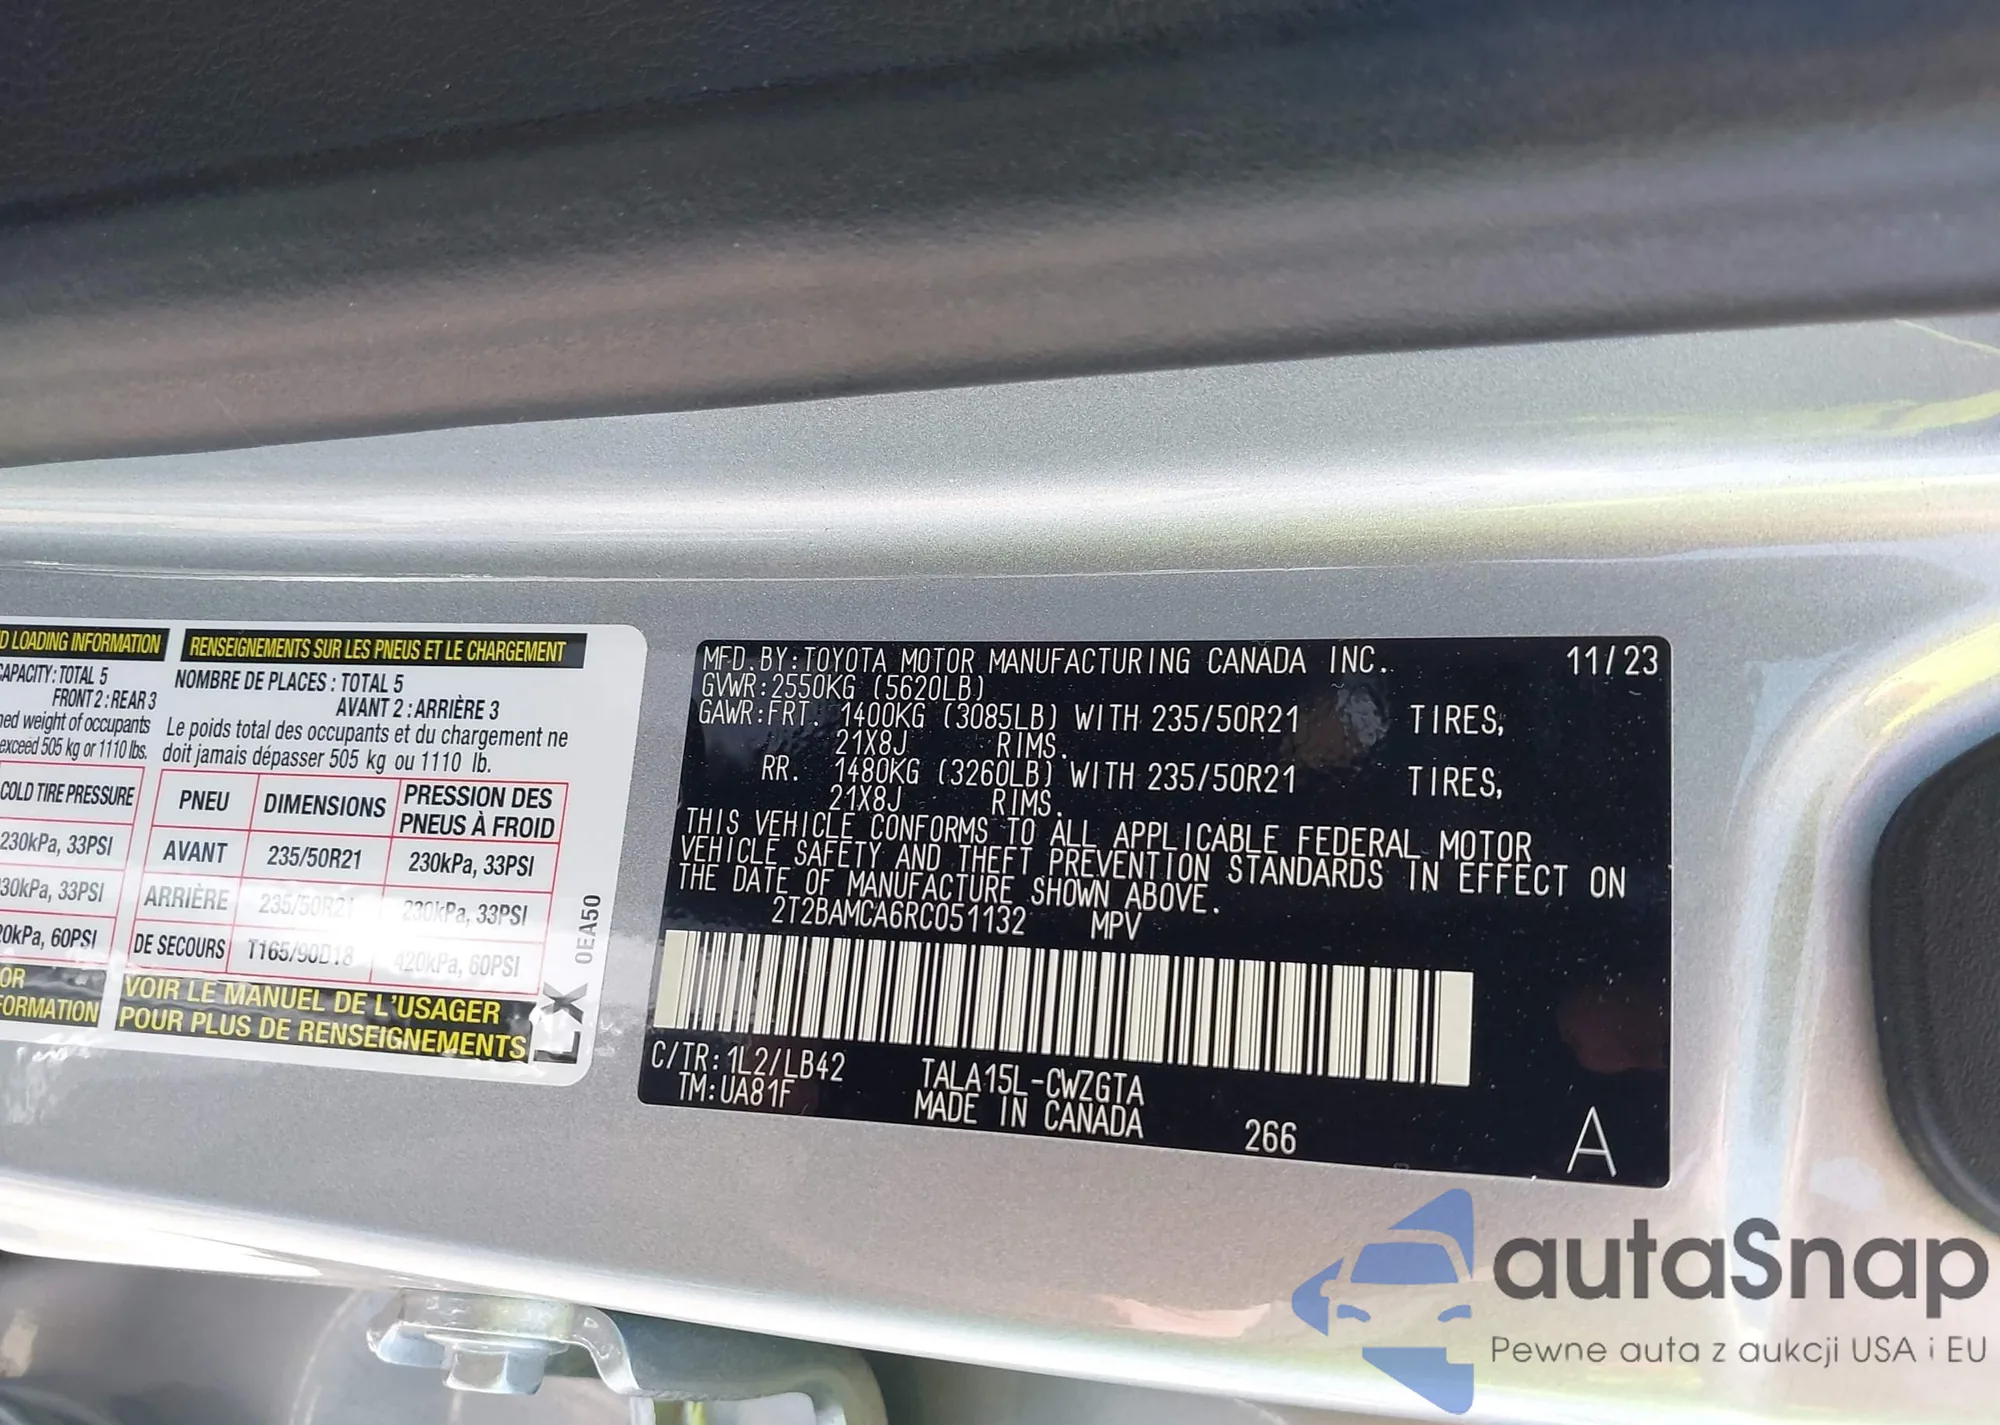 D LOADING INFORMATION
CAPACITY: TOTAL 5
FRONT 2 : REAR 3
weight of occupants
exceed 505 kg or 1110 lbs.
COLD TIRE PRESSURE
230kPa, 33PSI
30kPa, 33PSI
0kPa, 60PSI
OR
FORMATION
RENSEIGNEMENTS SUR LES PNEUS ET LE CHARGEMENT
NOMBRE DE PLACES : TOTAL 5
AVANT 2 : ARRIÈRE 3
Le poids total des occupants et du chargement ne
doit jamais dépasser 505 kg ou 1110 lb.
PNEU DIMENSIONS PRESSION DES
PNEUS À FROID
AVANT 235/50R21 230kPa, 33PSI
ARRIÈRE 235/50R21 230kPa, 33PSI
DE SECOURS T165/90D18 420kPa, 60PSI
VOIR LE MANUEL DE L'USAGER
POUR PLUS DE RENSEIGNEMENTS
LX 0EA50
MFD.BY:TOYOTA MOTOR MANUFACTURING CANADA INC. 11/23
GVWR:2550KG (5620LB)
GAWR:FRT. 1400KG (3085LB) WITH 235/50R21 TIRES,
21X8J RIMS.
RR. 1480KG (3260LB) WITH 235/50R21 TIRES,
21X8J RIMS.
THIS VEHICLE CONFORMS TO ALL APPLICABLE FEDERAL MOTOR
VEHICLE SAFETY AND THEFT PREVENTION STANDARDS IN EFFECT ON
THE DATE OF MANUFACTURE SHOWN ABOVE.
2T2BAMCA6RC051132 MPV
C/TR:1L2/LB42 TALA15L-CWZGTA
TM:UA81F MADE IN CANADA 266 A
autaSnap
Pewne auta z aukcji USA i EU